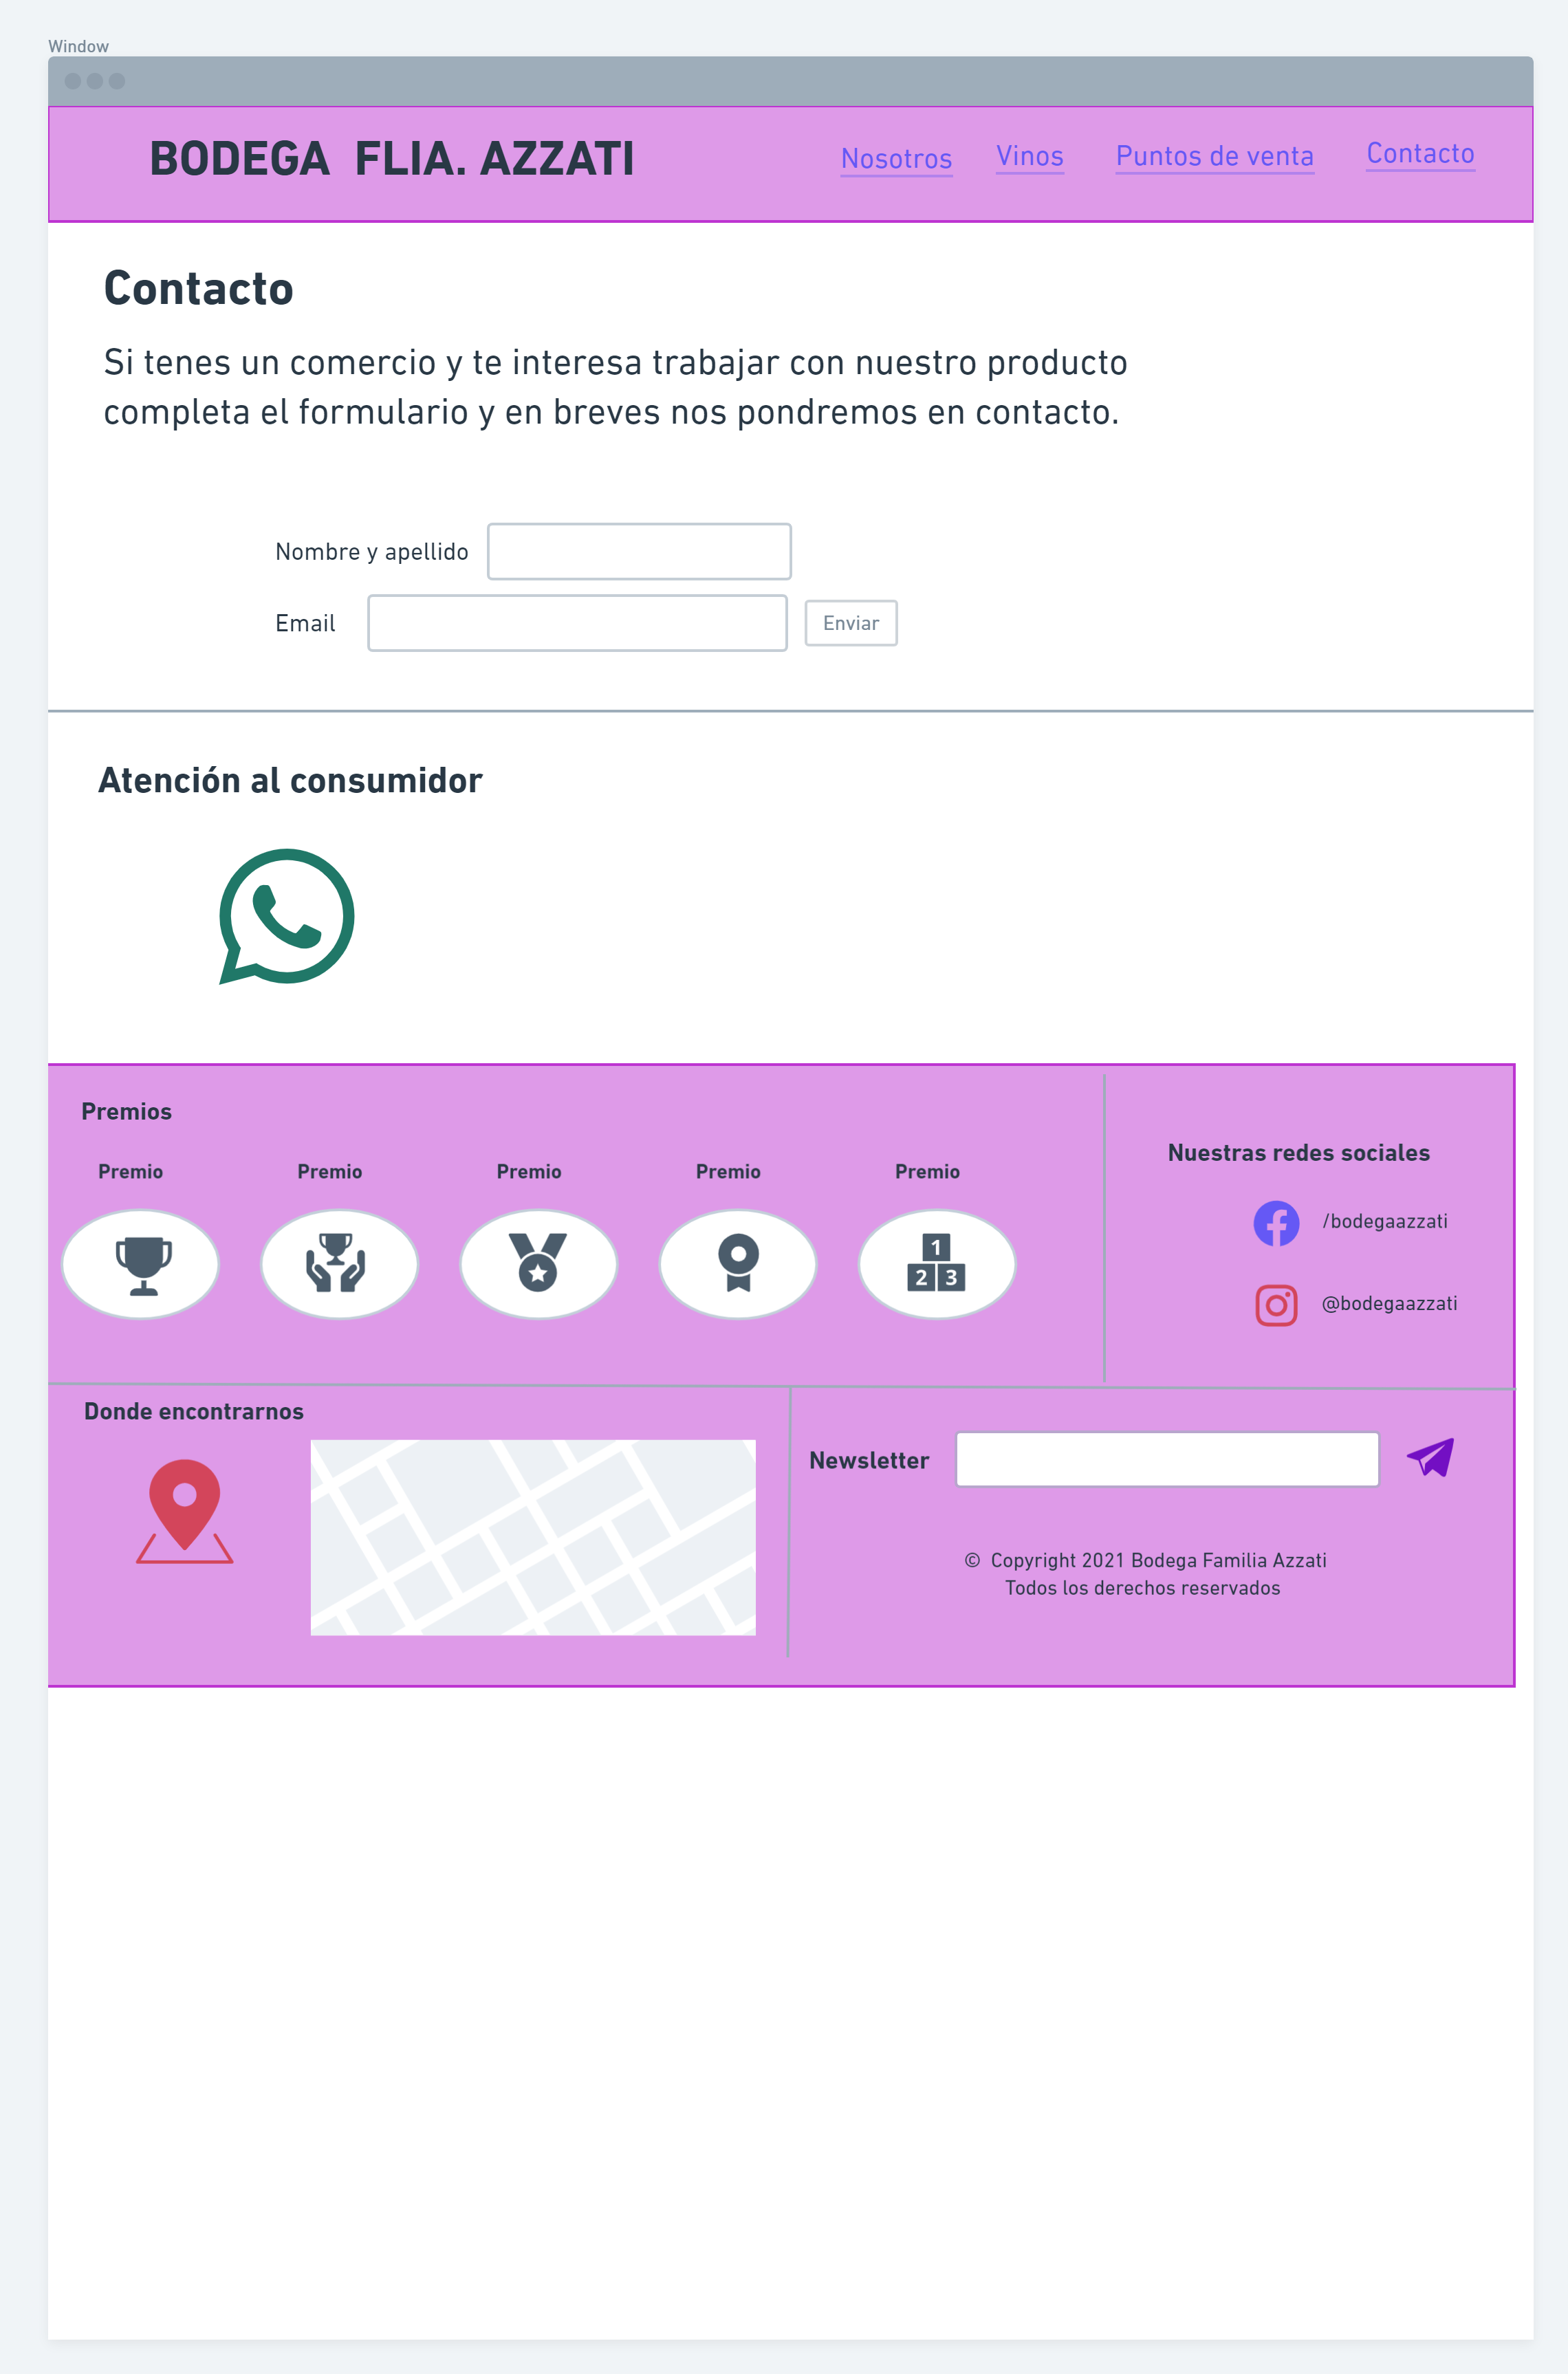 Window
BODEGA  FLIA. AZZATI
Nosotros
Vinos
Puntos de venta
Contacto
Contacto
Si tenes un comercio y te interesa trabajar con nuestro producto
completa el formulario y en breves nos pondremos en contacto.
Nombre y apellido
Email
Enviar
Atención al consumidor
Premios
Premio
Premio
Premio
Premio
Premio
1
2 3
Nuestras redes sociales
/bodegaazzati
@bodegaazzati
Donde encontrarnos
Newsletter
© Copyright 2021 Bodega Familia Azzati
Todos los derechos reservados